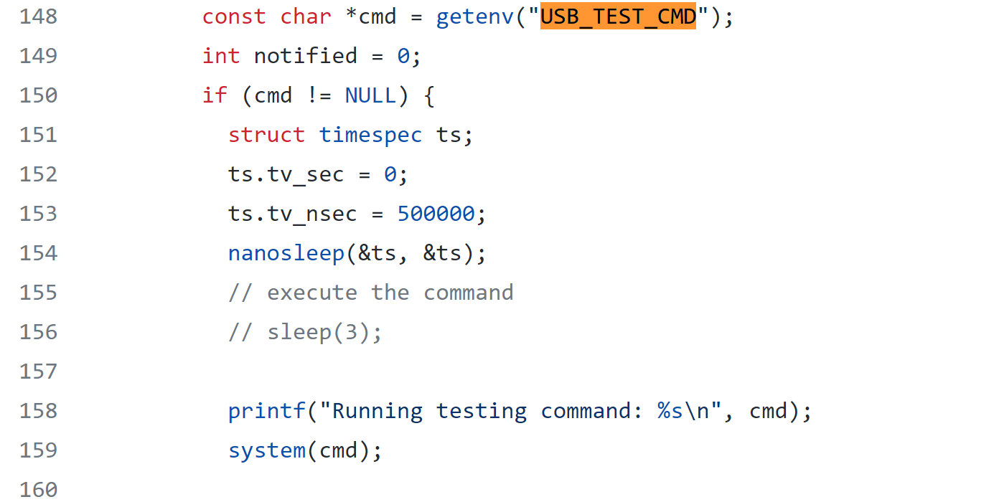 148 const char *cmd = getenv("USB_TEST_CMD");
149 int notified = 0;
150 if (cmd != NULL) {
151 struct timespec ts;
152 ts.tv_sec = 0;
153 ts.tv_nsec = 500000;
154 nanosleep(&ts, &ts);
155 // execute the command
156 // sleep(3);
157
158 printf("Running testing command: %s\n", cmd);
159 system(cmd);
160